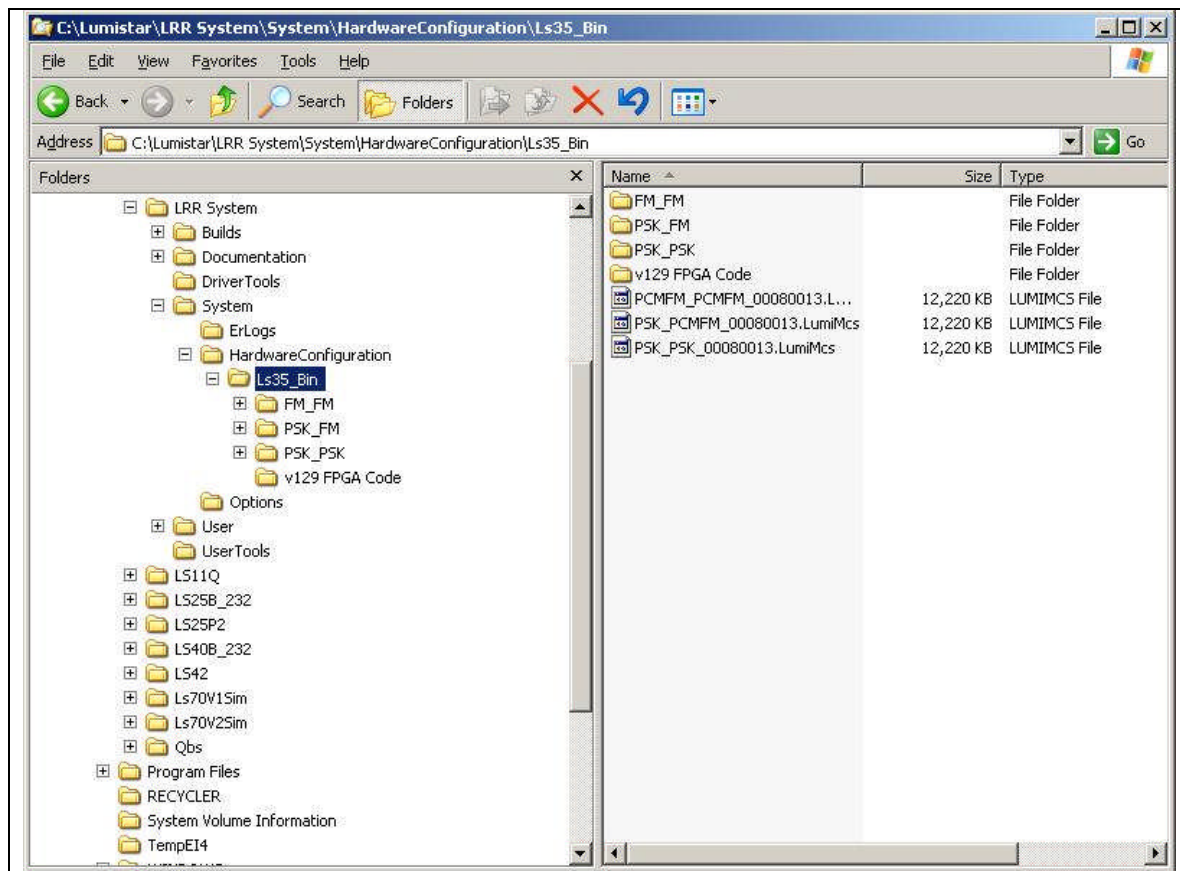 C:\Lumistar\LRR System\System\HardwareConfiguration\Ls35_Bin
File Edit View Favorites Tools Help
Back Search Folders
Address C:\Lumistar\LRR System\System\HardwareConfiguration\Ls35_Bin Go
Folders
LRR System
Builds
Documentation
DriverTools
System
ErLogs
HardwareConfiguration
Ls35_Bin
FM_FM
PSK_FM
PSK_PSK
v129 FPGA Code
Options
User
UserTools
LS11Q
LS25B_232
LS25P2
LS40B_232
LS42
Ls70V1Sim
Ls70V2Sim
Qbs
Program Files
RECYCLER
System Volume Information
TempEI4
Name Size Type
FM_FM File Folder
PSK_FM File Folder
PSK_PSK File Folder
v129 FPGA Code File Folder
PCMFM_PCMFM_00080013.L... 12,220 KB LUMIMCS File
PSK_PCMFM_00080013.LumiMcs 12,220 KB LUMIMCS File
PSK_PSK_00080013.LumiMcs 12,220 KB LUMIMCS File